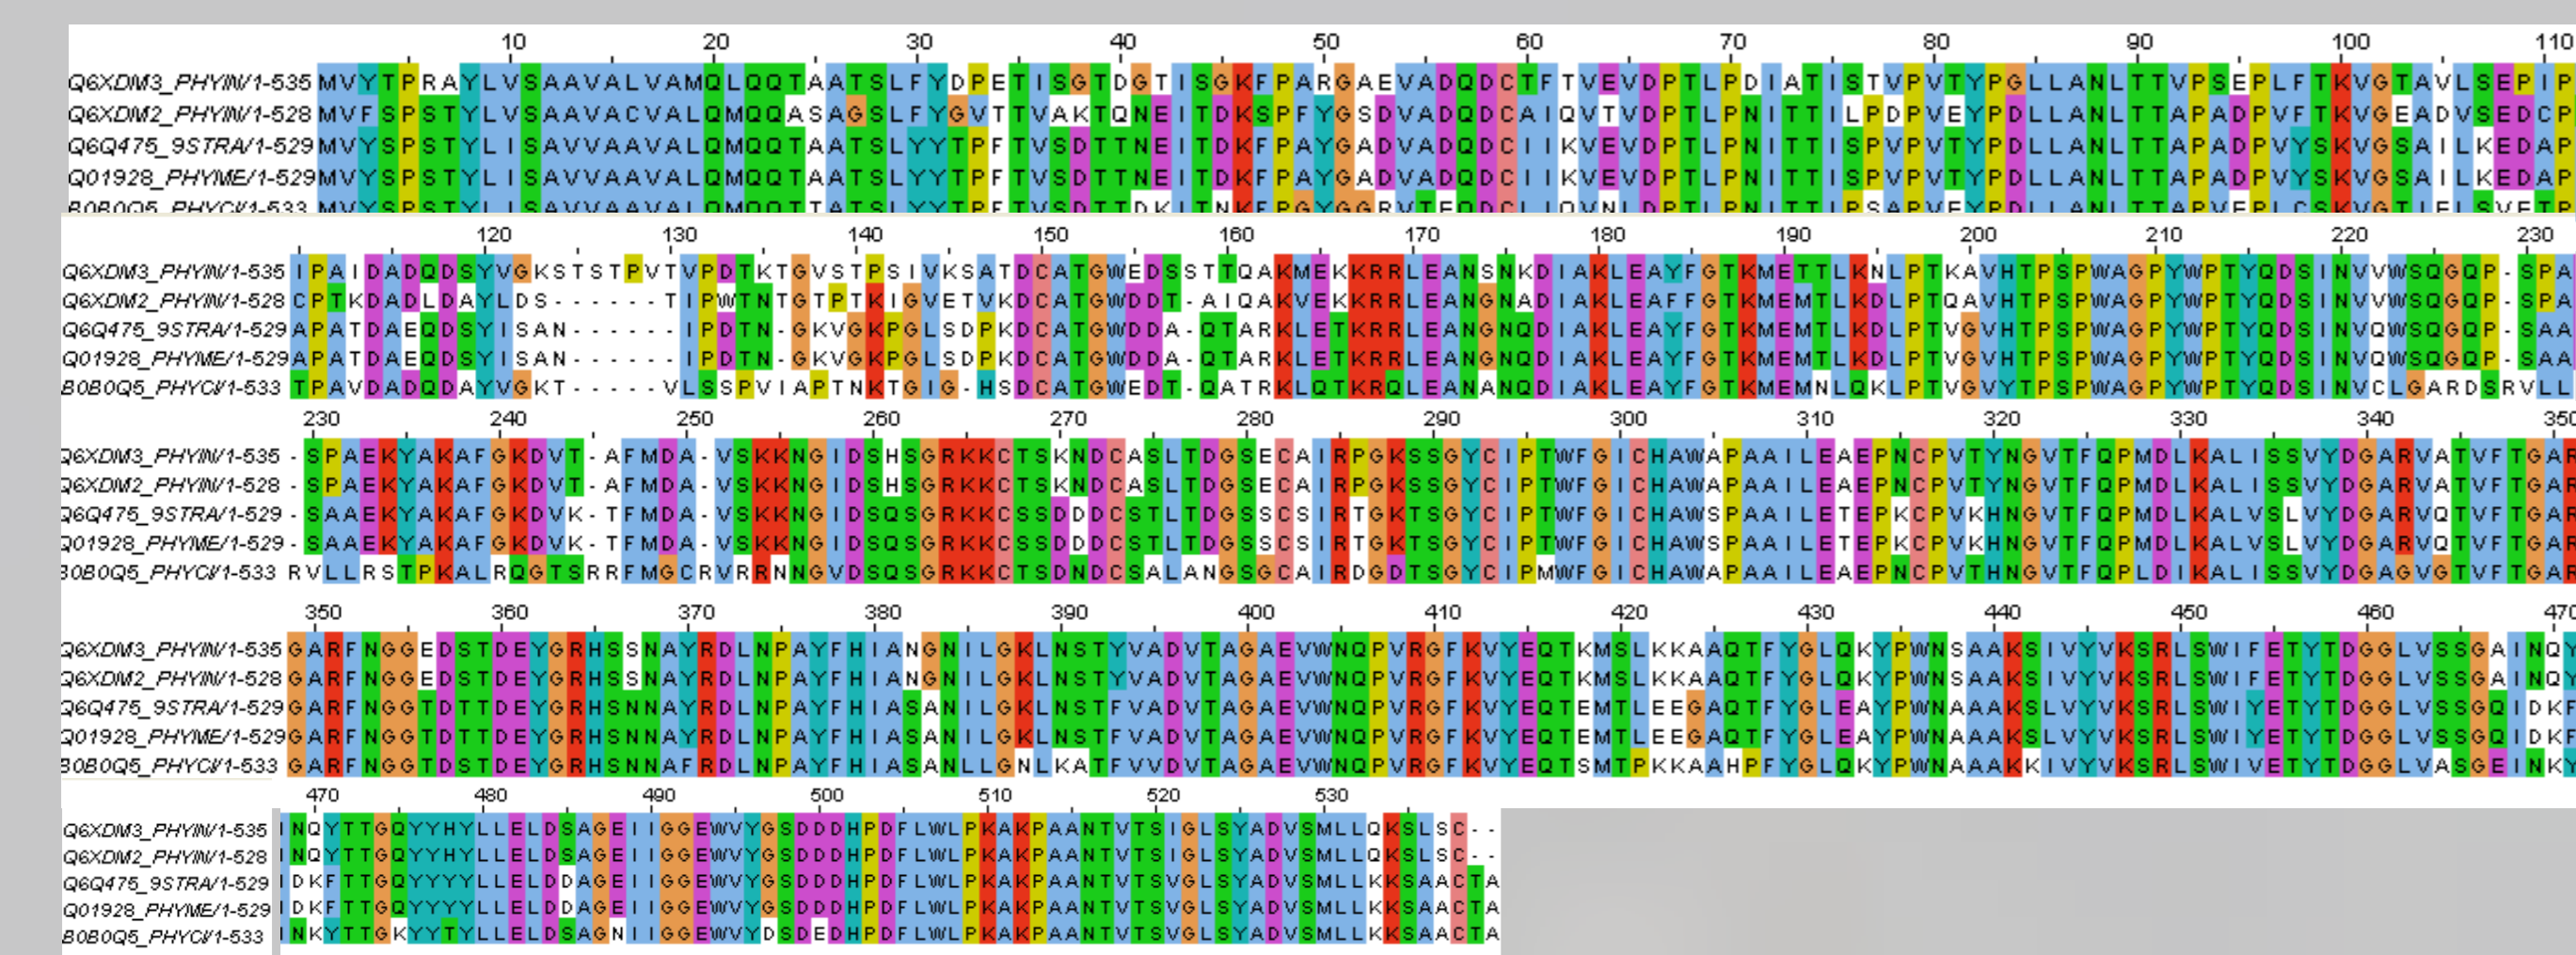 10 20 30 40 50 60 70 80 90 100 110
Q6XDM3_PHYIN/1-535 MVYTPRAYLVSAAVALVAMQLQQTAATSLFYDPETISGTDGTISGKFPARGAEVADQDCTFTVEVDPTLPDIATISTVPVTYPGLLANLTTVPSEPLFTKVGTAVLSEPIP
Q6XDM2_PHYIN/1-528 MVFSPSTYLVSAAVACVALQMQQASAGSLFYGVTTVAKTQNEITDKSPFYGSDVADQDCAIQVTVDPTLPNITTILPDPVEYPDLLANLTTAPADPVFTKVGEADVSEDCP
Q6Q475_9STRA/1-529 MVYSPSTYLISAVVAAVALQMQQTAATSLYYTPFTVSDTTNEITDKFPAYGADVADQDCIIKVEVDPTLPNITTISPVPVTYPDLLANLTTAPADPVYSKVGSAILKEDAP
Q01928_PHYME/1-529 MVYSPSTYLISAVVAAVALQMQQTAATSLYYTPFTVSDTTNEITDKFPAYGADVADQDCIIKVEVDPTLPNITTISPVPVTYPDLLANLTTAPADPVYSKVGSAILKEDAP
B0B0Q5_PHYCI/1-533 MVYSPSTYLISAVVAAVALQMQQTTATSLYYTPFTVSDTTDKITNKFPGYGGRVTEQDCLIQVNLDPTLPNITTIPSAPVEYPDLLANLTTAPVEPLCSKVGTIELSVETP
120 130 140 150 160 170 180 190 200 210 220 230
Q6XDM3_PHYIN/1-535 IPAIDADQDSYVGKSTSTPVTVPDTKTGVSTPSIVKSATDCATGWEDSSTTQAKMEKKRRLEANSNKDIAKLEAYFGTKMETTLKNLPTKAVHTPSPWAGPYWPTYQDSINVVWSQGQP-SPA
Q6XDM2_PHYIN/1-528 CPTKDADLDAYLDS------TIPWTNTGTPTKIGVETVKDCATGWDDT-AIQAKVEKKRRLEANGNADIAKLEAFFGTKMEMTLKDLPTQAVHTPSPWAGPYWPTYQDSINVVWSQGQP-SPA
Q6Q475_9STRA/1-529 APATDAEQDSYISAN------IPDTN-GKVGKPGLSDPKDCATGWDDA-QTARKLETKRRLEANGNQDIAKLEAYFGTKMEMTLKDLPTVGVHTPSPWAGPYWPTYQDSINVQWSQGQP-SAA
Q01928_PHYME/1-529 APATDAEQDSYISAN------IPDTN-GKVGKPGLSDPKDCATGWDDA-QTARKLETKRRLEANGNQDIAKLEAYFGTKMEMTLKDLPTVGVHTPSPWAGPYWPTYQDSINVQWSQGQP-SAA
B0B0Q5_PHYCI/1-533 TPAVDADQDAYVGKT-----VLSSPVIAPTNKTGIG-HSDCATGWEDT-QATRKLQTKRQLEANANQDIAKLEAYFGTKMEMNLQKLPTVGVYTPSPWAGPYWPTYQDSINVCLGARDSRVLL
230 240 250 260 270 280 290 300 310 320 330 340 350
Q6XDM3_PHYIN/1-535 -SPAEKYAKAFGKDVT-AFMDA-VSKKNGIDSHSGRKKCTSKNDCASLTDGSECAIRPGKSSGYCIPTWFGICHAWAPAAILEAEPNCPVTYNGVTFQPMDLKALISSVYDGARVATVFTGAR
Q6XDM2_PHYIN/1-528 -SPAEKYAKAFGKDVT-AFMDA-VSKKNGIDSHSGRKKCTSKNDCASLTDGSECAIRPGKSSGYCIPTWFGICHAWAPAAILEAEPNCPVTYNGVTFQPMDLKALISSVYDGARVATVFTGAR
Q6Q475_9STRA/1-529 -SAAEKYAKAFGKDVK-TFMDA-VSKKNGIDSQSGRKKCSSDDDCSTLTDGSSCSIRTGKTSGYCIPTWFGICHAWSPAAILETEPKCPVKHNGVTFQPMDLKALVSLVYDGARVQTVFTGAR
Q01928_PHYME/1-529 -SAAEKYAKAFGKDVK-TFMDA-VSKKNGIDSQSGRKKCSSDDDCSTLTDGSSCSIRTGKTSGYCIPTWFGICHAWSPAAILETEPKCPVKHNGVTFQPMDLKALVSLVYDGARVQTVFTGAR
B0B0Q5_PHYCI/1-533 RVLLRSTPKALRQGTSRRFMGCRVRRNNGVDSQSGRKKCTSDNDCSALANGSGCAIRDGDTSGYCIPMWFGICHAWAPAAILEAEPNCPVTHNGVTFQPLDIKALISSVYDGAGVGTVFTGAR
350 360 370 380 390 400 410 420 430 440 450 460 470
Q6XDM3_PHYIN/1-535 GARFNGGEDSTDEYGRHSSNAYRDLNPAYFHIANGNILGKLNSTYVADVTAGAEVWNQPVRGFKVYEQTKMSLKKAAQTFYGLQKYPWNSAAKSIVYVKSRLSWIFETYTDGGLVSSGAINQY
Q6XDM2_PHYIN/1-528 GARFNGGEDSTDEYGRHSSNAYRDLNPAYFHIANGNILGKLNSTYVADVTAGAEVWNQPVRGFKVYEQTKMSLKKAAQTFYGLQKYPWNSAAKSIVYVKSRLSWIFETYTDGGLVSSGAINQY
Q6Q475_9STRA/1-529 GARFNGGTDTTDEYGRHSNNAYRDLNPAYFHIASANILGKLNSTFVADVTAGAEVWNQPVRGFKVYEQTEMTLEEGAQTFYGLEAYPWNAAAKSLVYVKSRLSWIYETYTDGGLVSSGQIDKF
Q01928_PHYME/1-529 GARFNGGTDTTDEYGRHSNNAYRDLNPAYFHIASANILGKLNSTFVADVTAGAEVWNQPVRGFKVYEQTEMTLEEGAQTFYGLEAYPWNAAAKSLVYVKSRLSWIYETYTDGGLVSSGQIDKF
B0B0Q5_PHYCI/1-533 GARFNGGTDSTDEYGRHSNNAFRDLNPAYFHIASANLLGNLKATFVVDVTAGAEVWNQPVRGFKVYEQTSMTPKKAAHPFYGLQKYPWNAAAKKIVYVKSRLSWIVETYTDGGLVASGEINKY
470 480 490 500 510 520 530
Q6XDM3_PHYIN/1-535 INQYTTGQYYHYLLELDSAGEIIGGEWVYGSDDDHPDFLWLPKAKPAANTVTSIGLSYADVSMLLQKSLSC--
Q6XDM2_PHYIN/1-528 INQYTTGQYYHYLLELDSAGEIIGGEWVYGSDDDHPDFLWLPKAKPAANTVTSIGLSYADVSMLLQKSLSC--
Q6Q475_9STRA/1-529 IDKFTTGQYYYYLLELDDAGEIIGGEWVYGSDDDHPDFLWLPKAKPAANTVTSVGLSYADVSMLLKKSAACTA
Q01928_PHYME/1-529 IDKFTTGQYYYYLLELDDAGEIIGGEWVYGSDDDHPDFLWLPKAKPAANTVTSVGLSYADVSMLLKKSAACTA
B0B0Q5_PHYCI/1-533 INKYTTGKYYTYLLELDSAGNIIGGEWVYDSDEDHPDFLWLPKAKPAANTVTSVGLSYADVSMLLKKSAACTA